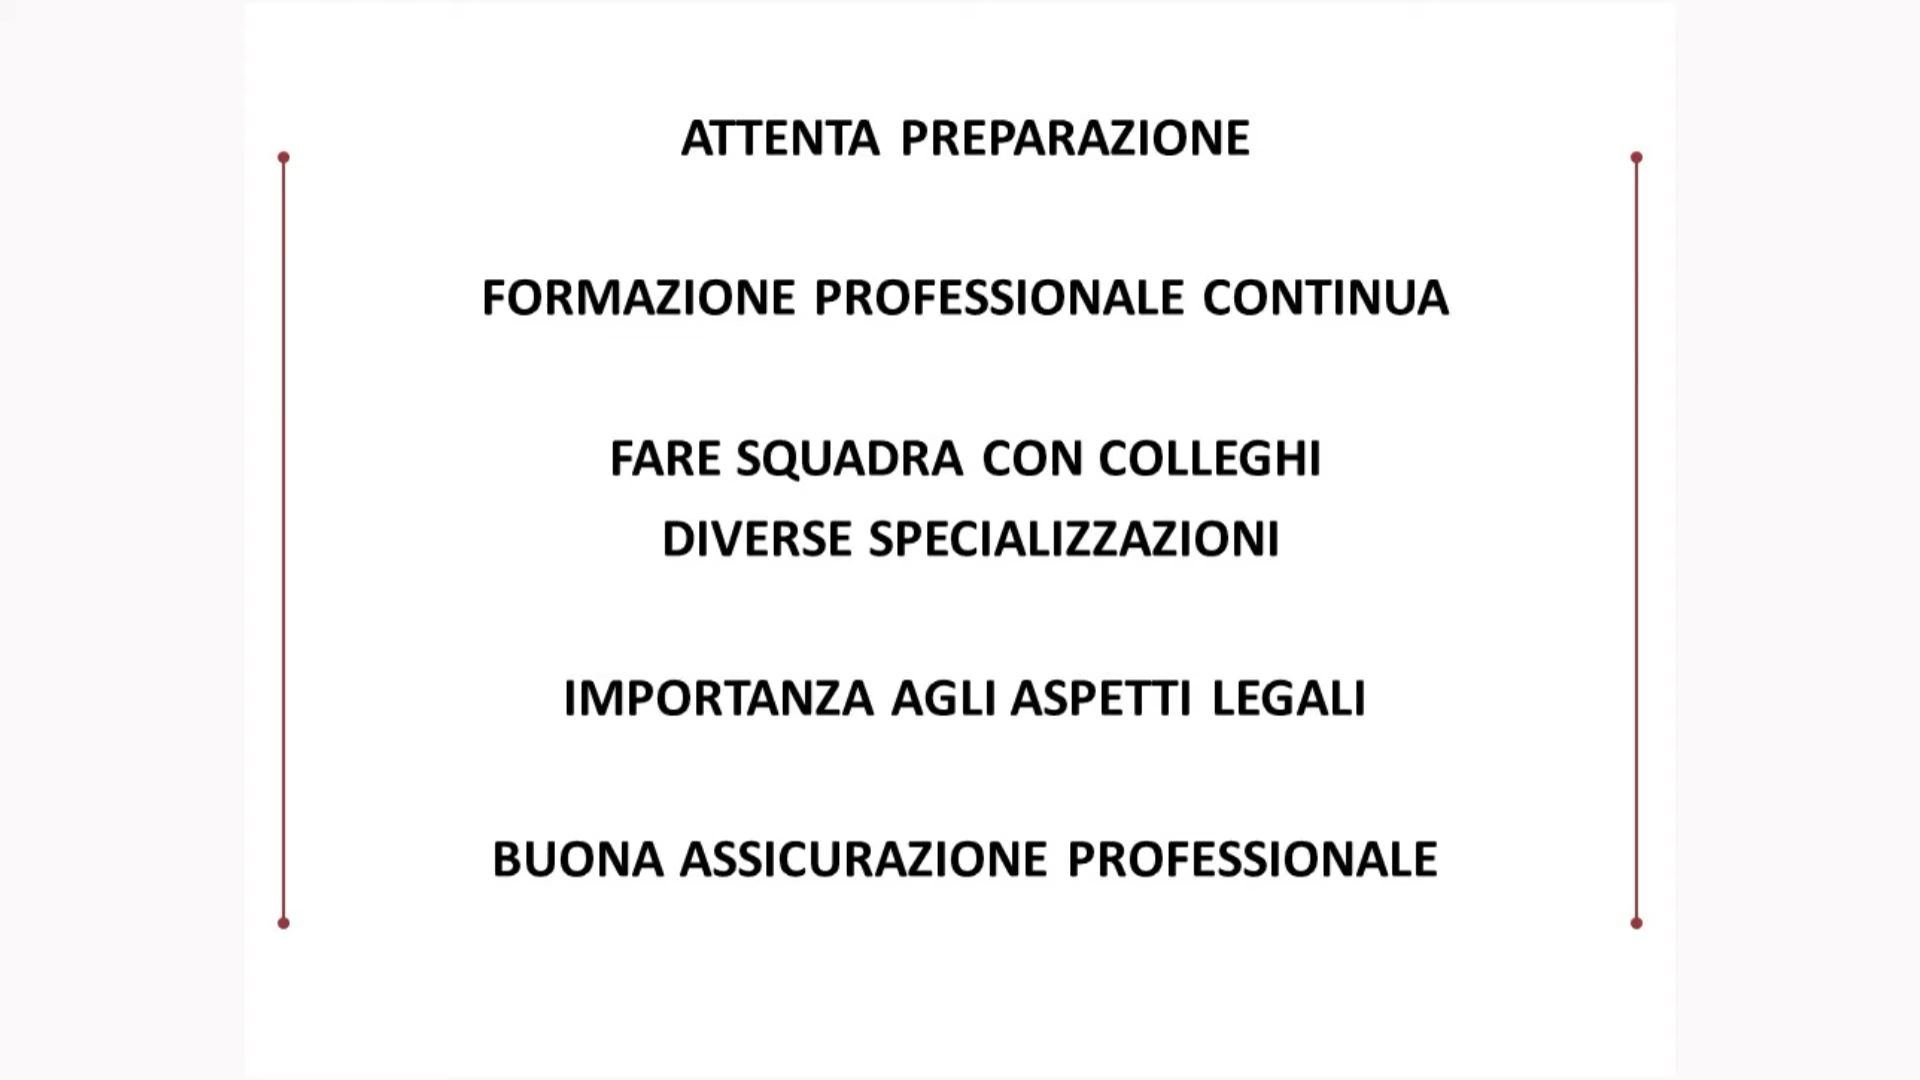 ATTENTA PREPARAZIONE
FORMAZIONE PROFESSIONALE CONTINUA
FARE SQUADRA CON COLLEGHI
DIVERSE SPECIALIZZAZIONI
IMPORTANZA AGLI ASPETTI LEGALI
BUONA ASSICURAZIONE PROFESSIONALE